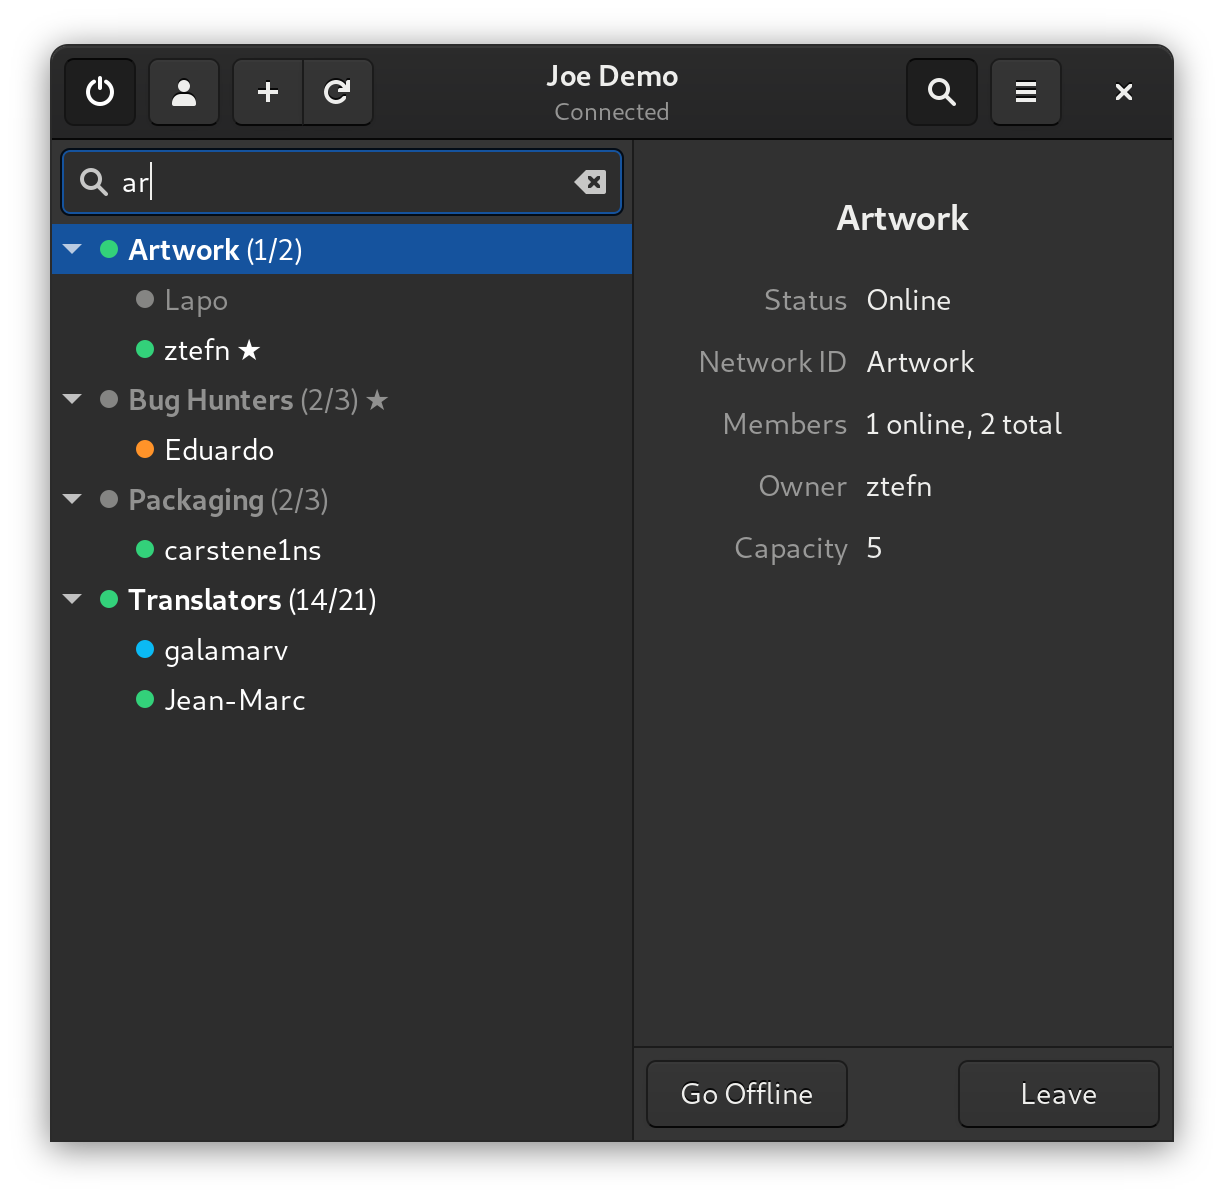 Joe Demo
Connected
ar
Artwork (1/2)
Lapo
ztefn ★
Bug Hunters (2/3) ★
Eduardo
Packaging (2/3)
carstene1ns
Translators (14/21)
galamarv
Jean-Marc
Artwork
Status Online
Network ID Artwork
Members 1 online, 2 total
Owner ztefn
Capacity 5
Go Offline
Leave